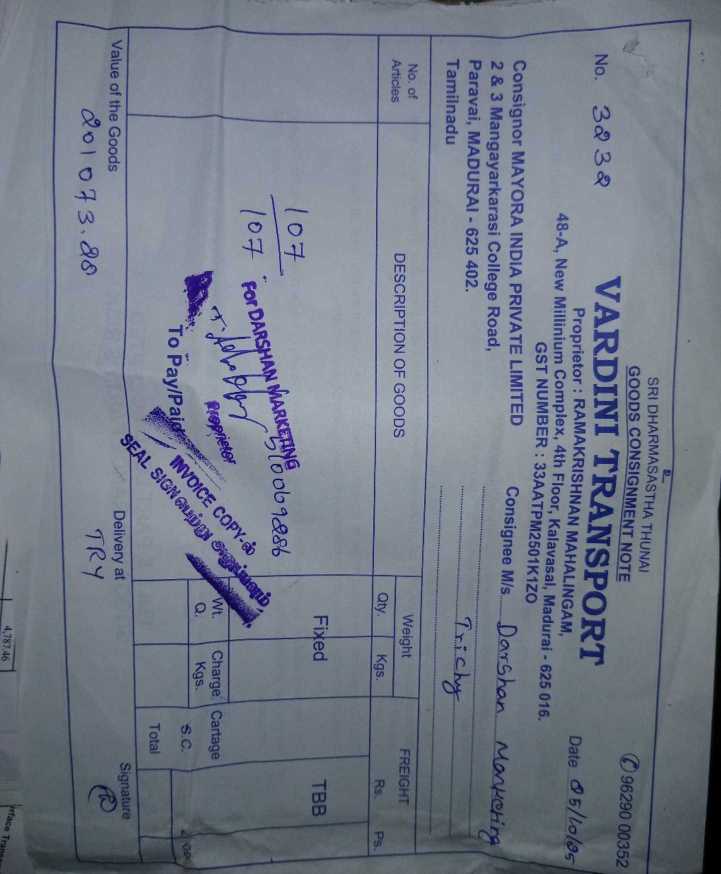 SRI DHARMASASTHA THUNAI
GOODS CONSIGNMENT NOTE
✆ 96290 00352
No. 3232
VARDINI TRANSPORT
Date 05/10/25
Proprietor : RAMAKRISHNAN MAHALINGAM,
48-A, New Millinium Complex, 4th Floor, Kalavasal, Madurai - 625 016.
GST NUMBER : 33AATPM2501K1ZO
Consignor MAYORA INDIA PRIVATE LIMITED
2 & 3 Mangayarkarasi College Road,
Paravai, MADURAI - 625 402.
Tamilnadu
Consignee M/s. Darshan Marketing
Trichy
No. of Articles
DESCRIPTION OF GOODS
Weight
Qty. Kgs.
FREIGHT
Rs. Ps.
107
107
510069886
Fixed
TBB
For DARSHAN MARKETING
Proprietor
To Pay/Paid
INVOICE COPY-ல்
SEAL SIGN
Wt. Q.
Charge Kgs.
Cartage
S.C.
Total
Value of the Goods
201073.28
Delivery at
TRY
Signature
4,787.46